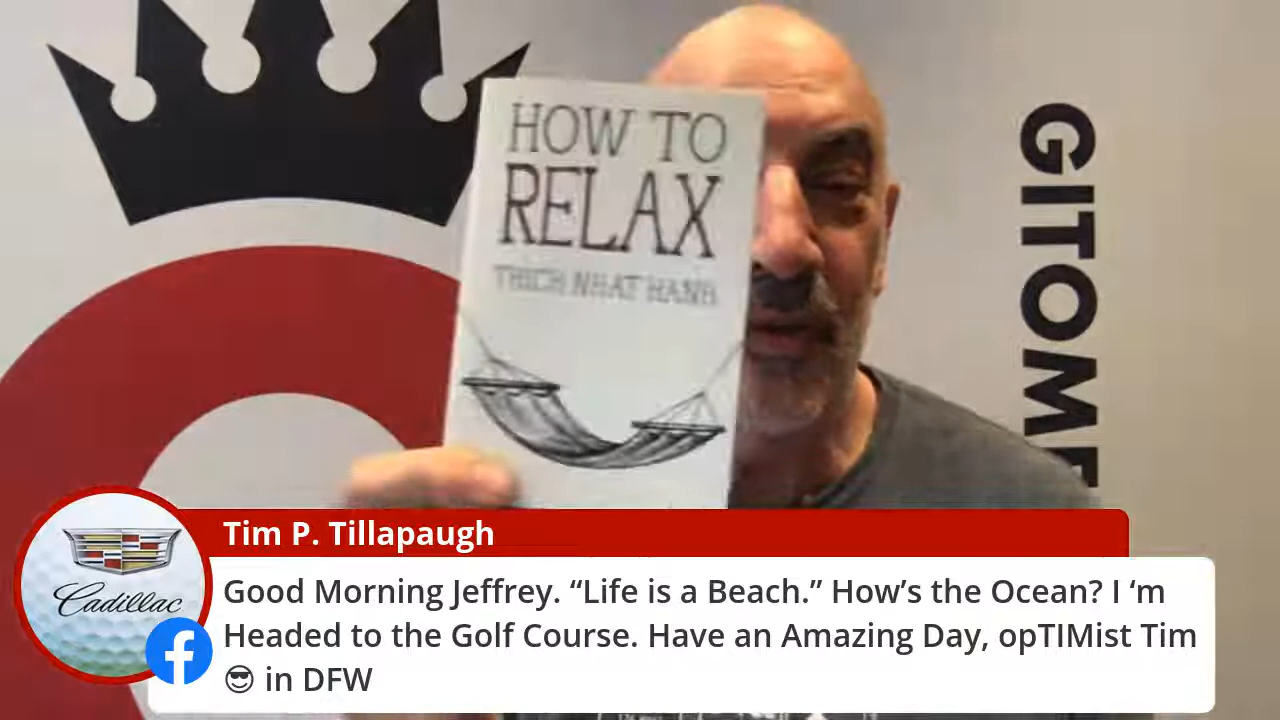 HOW TO
RELAX
THICH NHAT HANH
GITOME
Tim P. Tillapaugh
Good Morning Jeffrey. “Life is a Beach.” How’s the Ocean? I ‘m
Headed to the Golf Course. Have an Amazing Day, opTIMist Tim
😎 in DFW
Cadillac